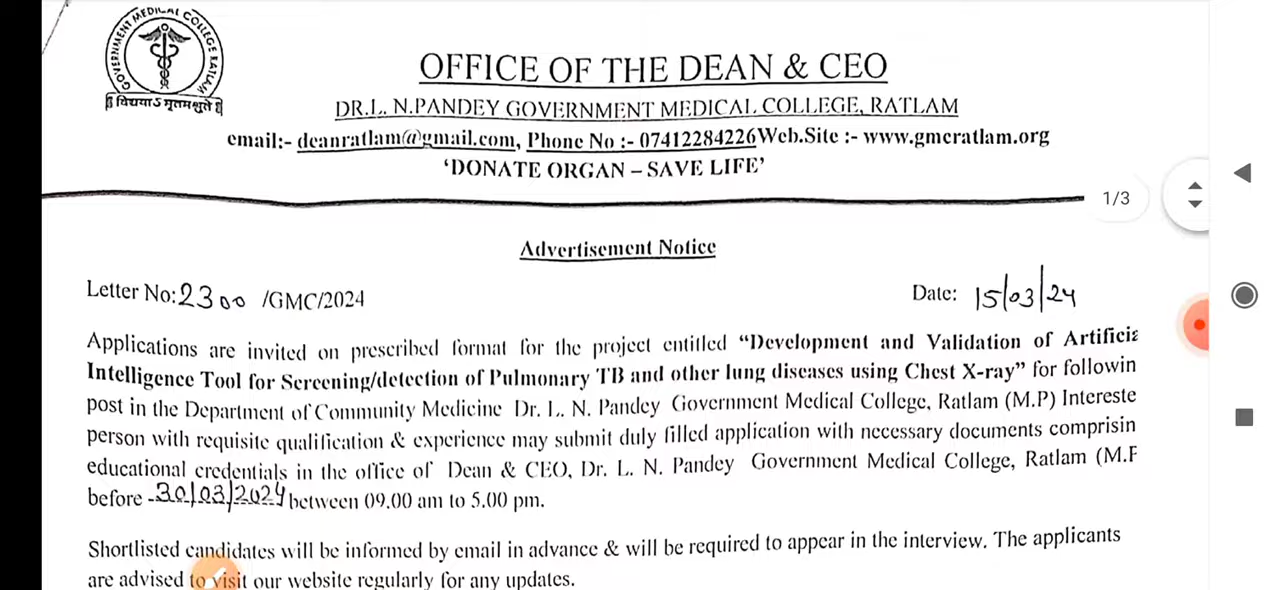 GOVERNMENT MEDICAL COLLEGE RATLAM
OFFICE OF THE DEAN & CEO
DR.L. N.PANDEY GOVERNMENT MEDICAL COLLEGE, RATLAM
email:- deanratlam@gmail.com, Phone No :- 07412284226Web.Site :- www.gmcratlam.org
‘DONATE ORGAN – SAVE LIFE’
1/3
Advertisement Notice
Letter No:2300 /GMC/2024
Date: 15/03/24
Applications are invited on prescribed format for the project entitled “Development and Validation of Artificia
Intelligence Tool for Screening/detection of Pulmonary TB and other lung diseases using Chest X-ray” for followin
post in the Department of Community Medicine Dr. L. N. Pandey Government Medical College, Ratlam (M.P) Intereste
person with requisite qualification & experience may submit duly filled application with necessary documents comprisin
educational credentials in the office of Dean & CEO, Dr. L. N. Pandey Government Medical College, Ratlam (M.P
before -30/03/2024 between 09.00 am to 5.00 pm.
Shortlisted candidates will be informed by email in advance & will be required to appear in the interview. The applicants
are advised to visit our website regularly for any updates.